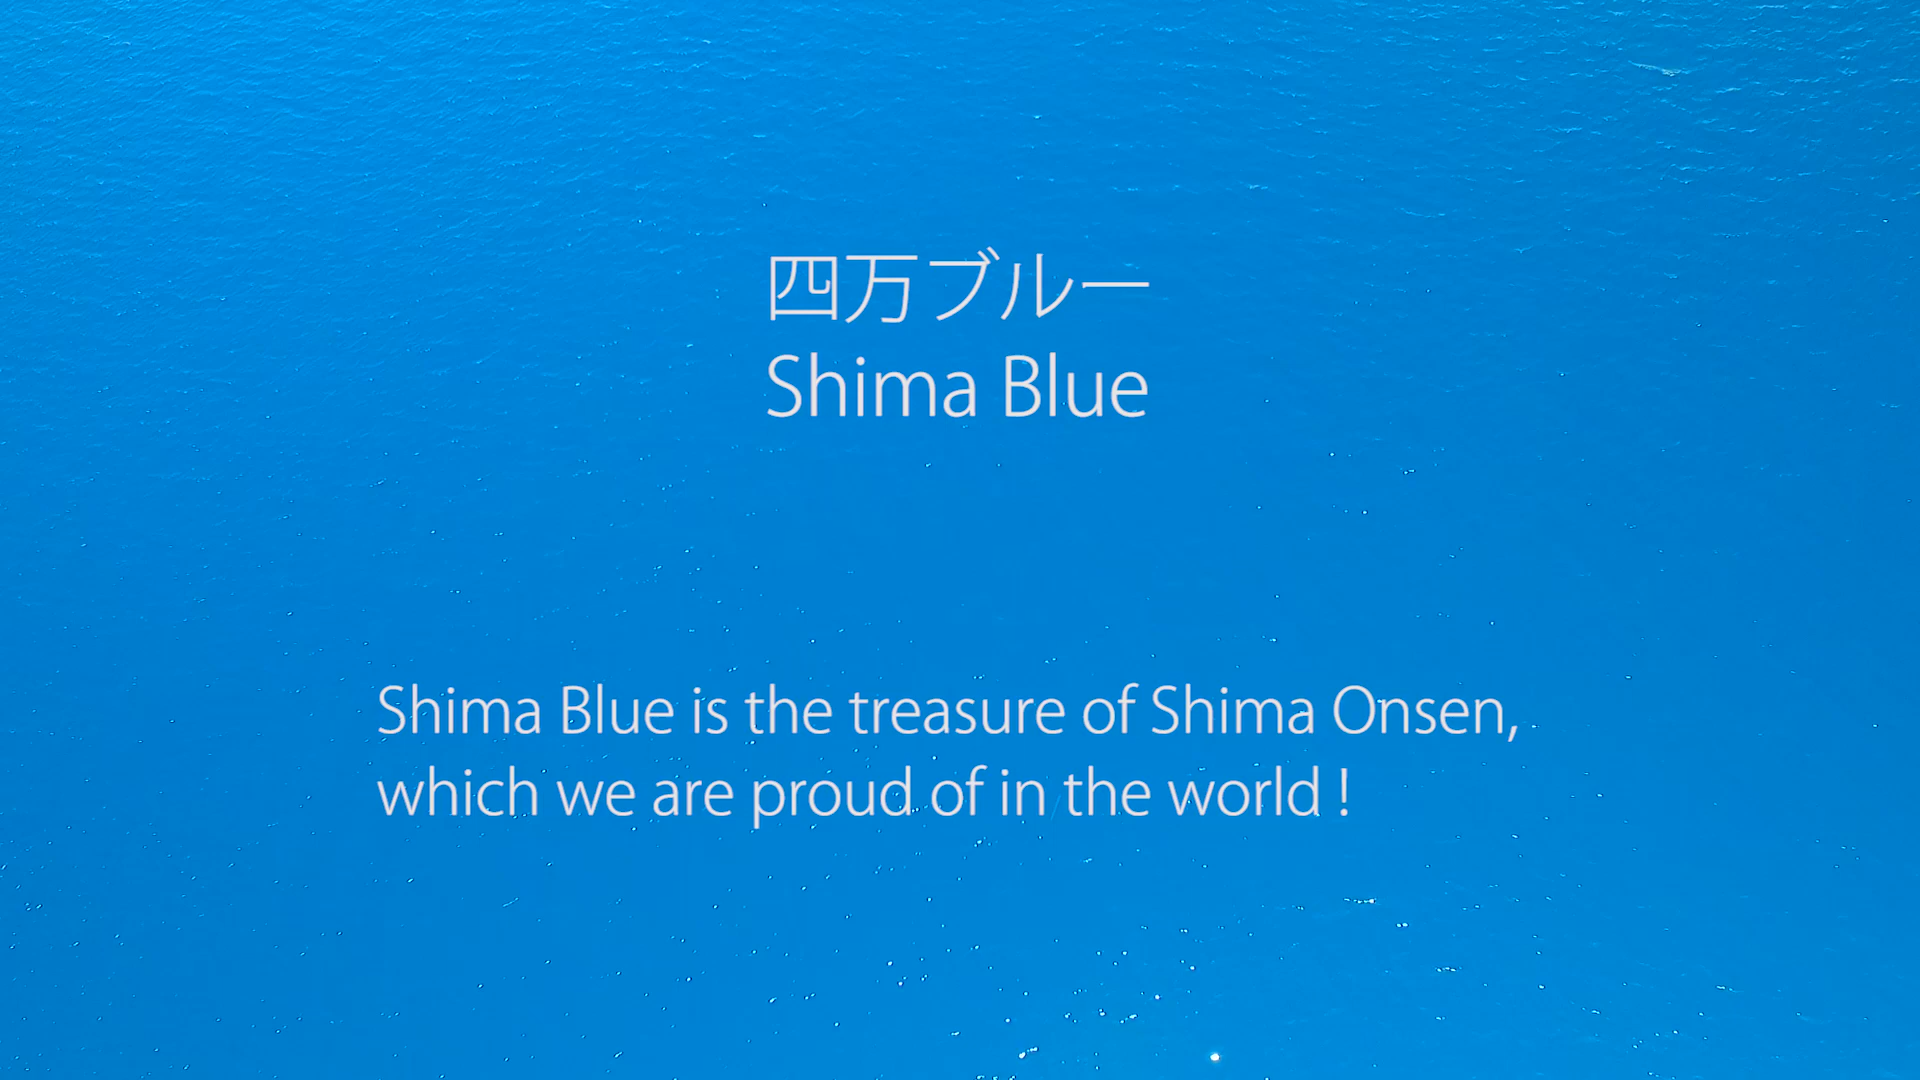 四万ブルー
Shima Blue
Shima Blue is the treasure of Shima Onsen,
which we are proud of in the world !